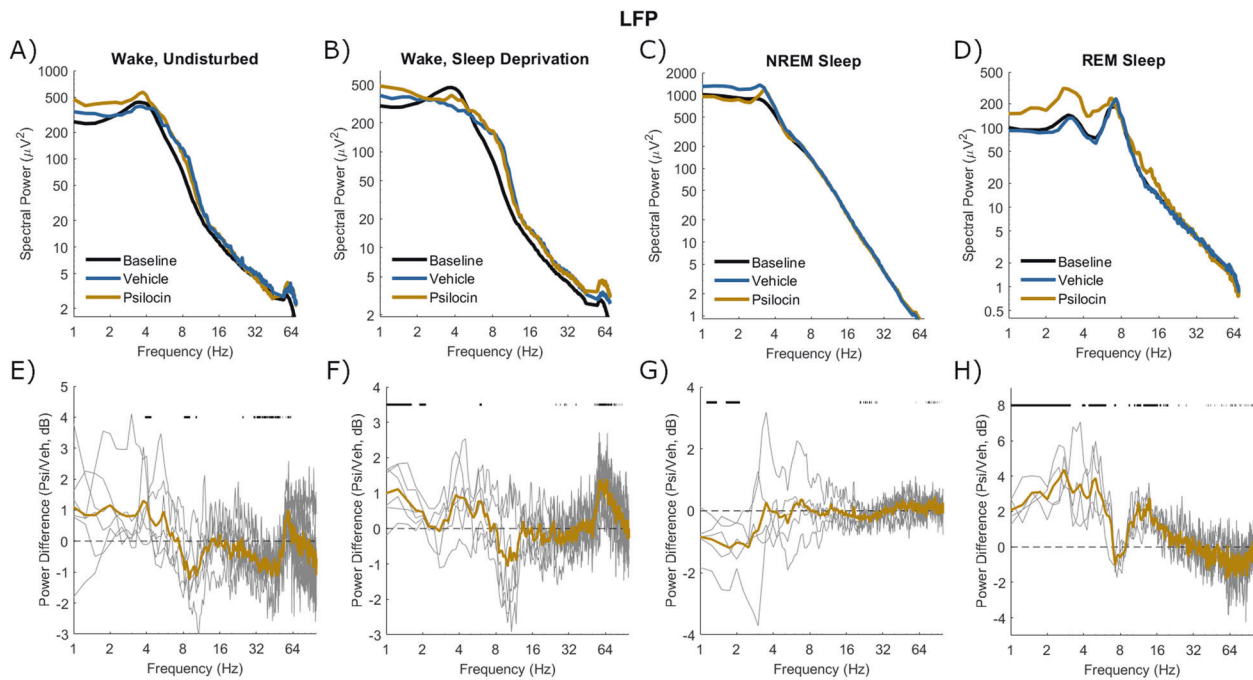 LFP
A)
Wake, Undisturbed
Spectral Power (μV²)
1000
500
200
100
50
20
10
5
2
Baseline
Vehicle
Psilocin
1 2 4 8 16 32 64
Frequency (Hz)
B)
Wake, Sleep Deprivation
Spectral Power (μV²)
500
200
100
50
20
10
5
2
Baseline
Vehicle
Psilocin
1 2 4 8 16 32 64
Frequency (Hz)
C)
NREM Sleep
Spectral Power (μV²)
2000
1000
500
200
100
50
20
10
5
2
1
Baseline
Vehicle
Psilocin
1 2 4 8 16 32 64
Frequency (Hz)
D)
REM Sleep
Spectral Power (μV²)
500
200
100
50
20
10
5
2
1
0.5
Baseline
Vehicle
Psilocin
1 2 4 8 16 32 64
Frequency (Hz)
E)
Power Difference (Psi/Veh, dB)
5
4
3
2
1
0
-1
-2
-3
1 2 4 8 16 32 64
Frequency (Hz)
F)
Power Difference (Psi/Veh, dB)
4
3
2
1
0
-1
-2
-3
1 2 4 8 16 32 64
Frequency (Hz)
G)
Power Difference (Psi/Veh, dB)
4
2
0
-2
-4
1 2 4 8 16 32 64
Frequency (Hz)
H)
Power Difference (Psi/Veh, dB)
8
6
4
2
0
-2
-4
1 2 4 8 16 32 64
Frequency (Hz)